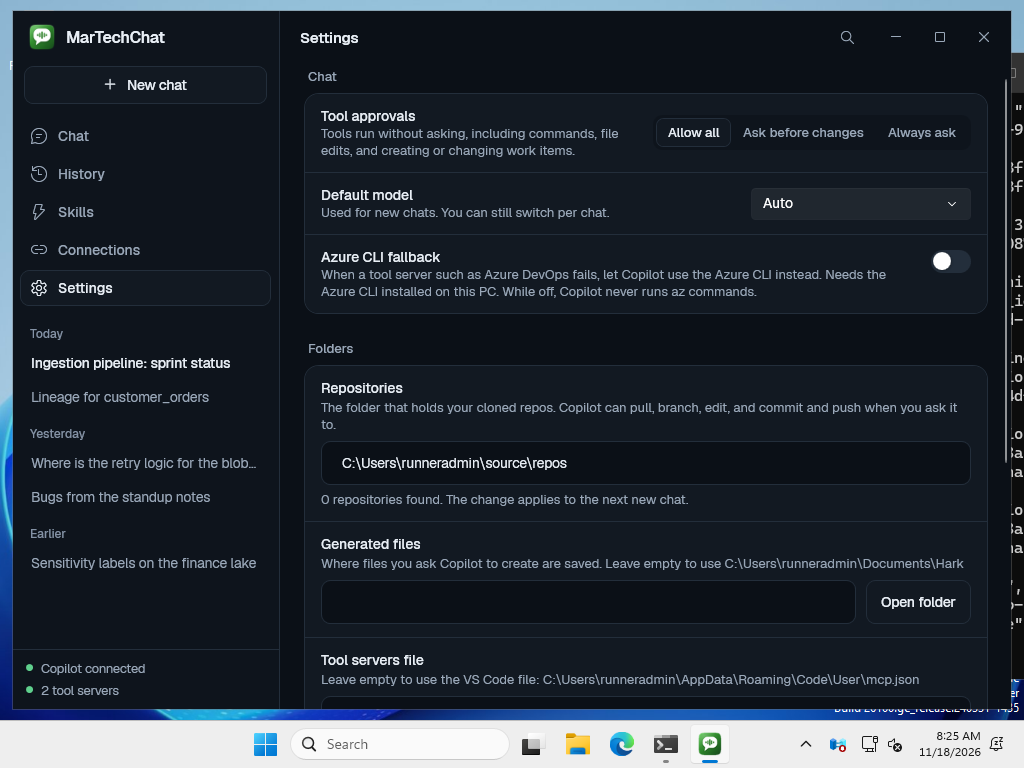 MarTechChat
Settings
New chat
Chat
History
Skills
Connections
Settings
Today
Ingestion pipeline: sprint status
Lineage for customer_orders
Yesterday
Where is the retry logic for the blob...
Bugs from the standup notes
Earlier
Sensitivity labels on the finance lake
Copilot connected
2 tool servers
Chat
Tool approvals
Tools run without asking, including commands, file
edits, and creating or changing work items.
Allow all
Ask before changes
Always ask
Default model
Used for new chats. You can still switch per chat.
Auto
Azure CLI fallback
When a tool server such as Azure DevOps fails, let Copilot use the Azure CLI instead. Needs the
Azure CLI installed on this PC. While off, Copilot never runs az commands.
Folders
Repositories
The folder that holds your cloned repos. Copilot can pull, branch, edit, and commit and push when you ask it
to.
C:\Users\runneradmin\source\repos
0 repositories found. The change applies to the next new chat.
Generated files
Where files you ask Copilot to create are saved. Leave empty to use C:\Users\runneradmin\Documents\Hark
Open folder
Tool servers file
Leave empty to use the VS Code file: C:\Users\runneradmin\AppData\Roaming\Code\User\mcp.json
Search
8:25 AM
11/18/2026